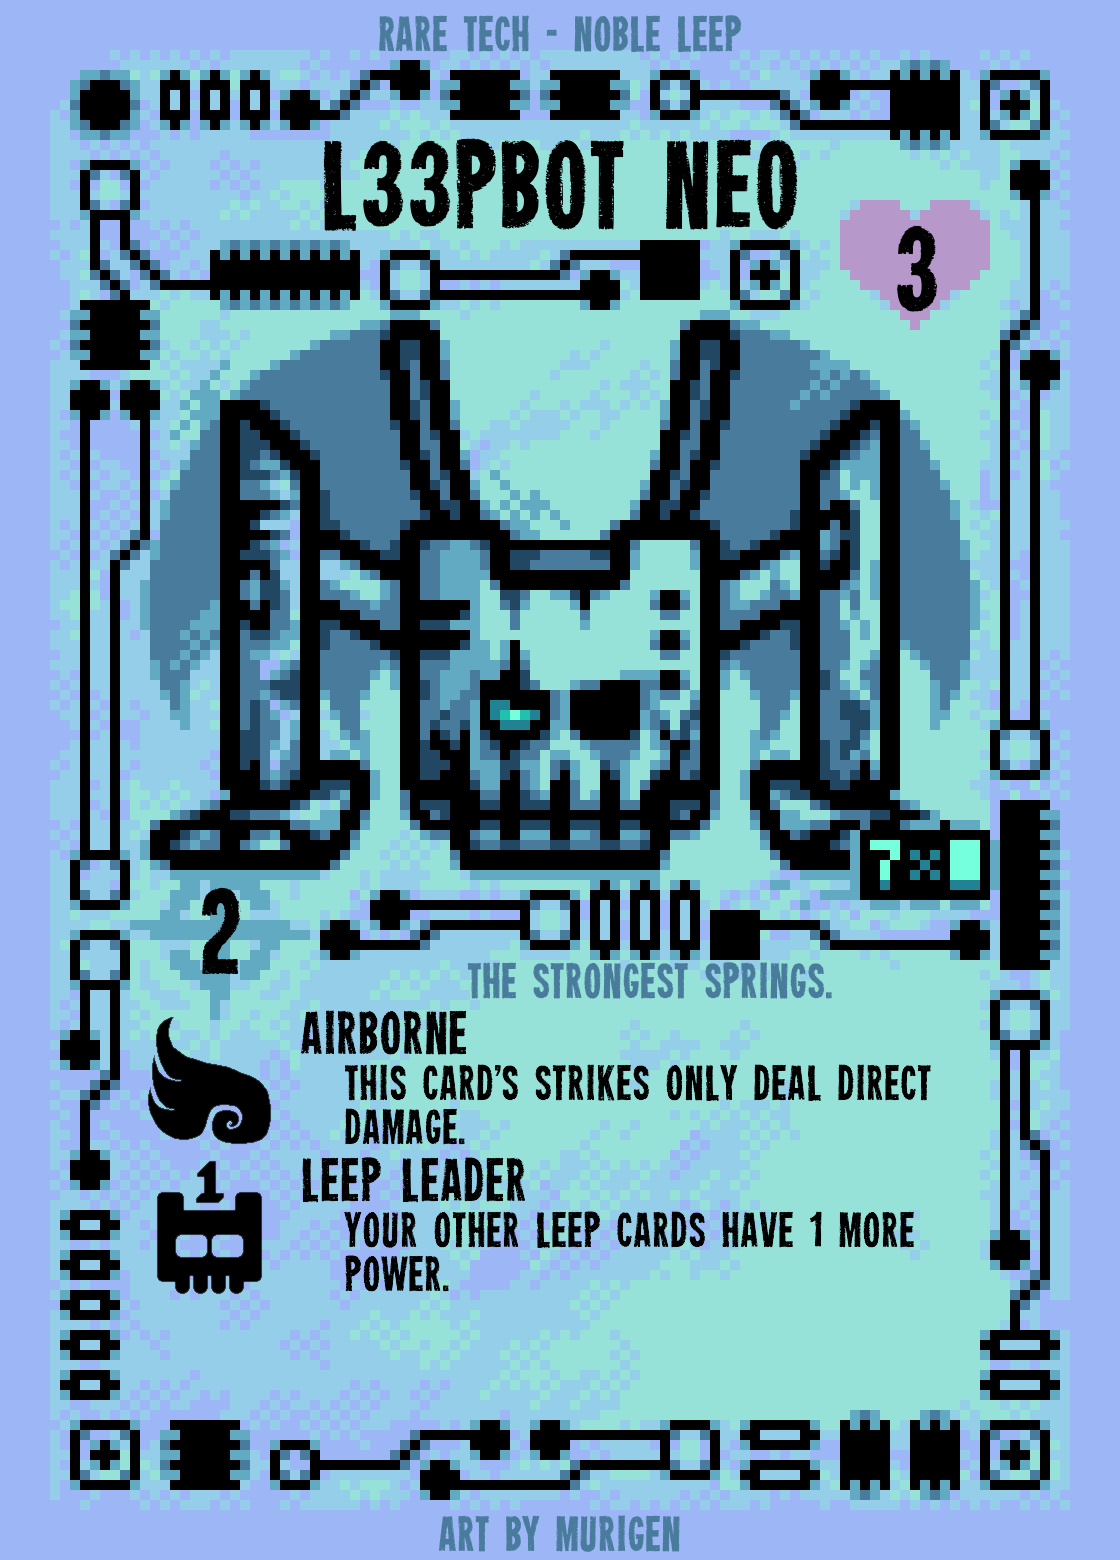 RARE TECH - NOBLE LEEP
L33PBOT NEO
3
7
2
THE STRONGEST SPRINGS.
AIRBORNE
THIS CARD'S STRIKES ONLY DEAL DIRECT
DAMAGE.
1
LEEP LEADER
YOUR OTHER LEEP CARDS HAVE 1 MORE
POWER.
ART BY MURIGEN